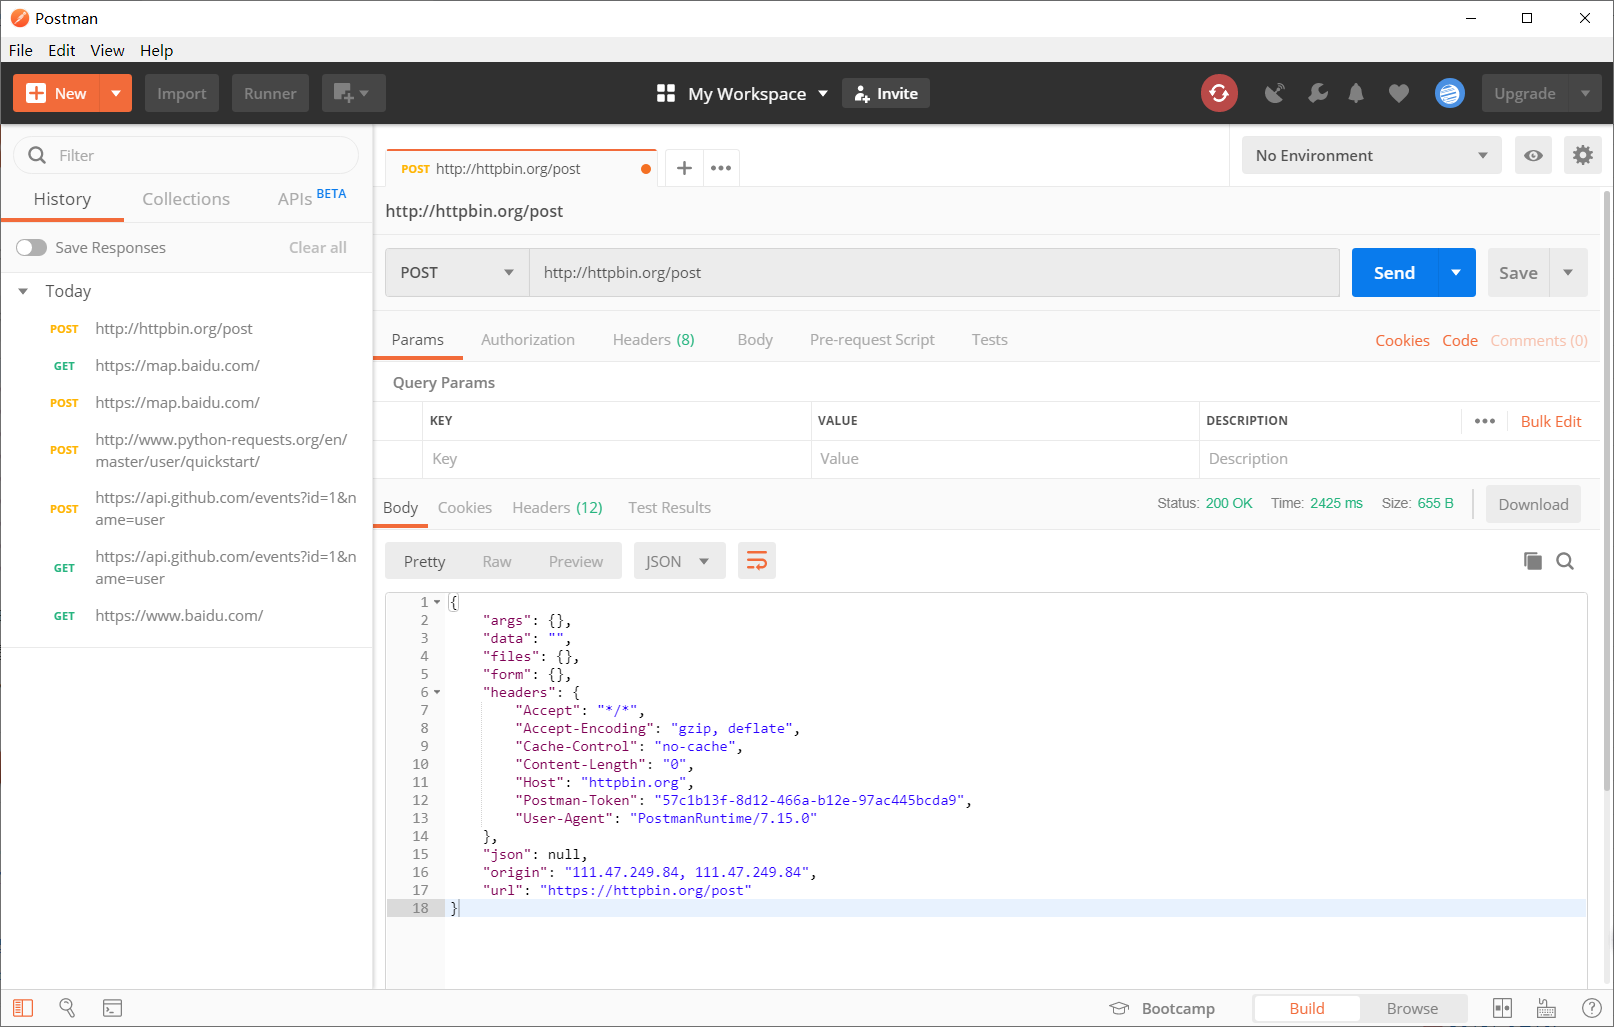 Postman
File Edit View Help
New Import Runner My Workspace Invite Upgrade
Filter
History Collections APIs BETA
Save Responses Clear all
Today
POST http://httpbin.org/post
GET https://map.baidu.com/
POST https://map.baidu.com/
POST http://www.python-requests.org/en/
master/user/quickstart/
POST https://api.github.com/events?id=1&n
ame=user
GET https://api.github.com/events?id=1&n
ame=user
GET https://www.baidu.com/
POST http://httpbin.org/post
No Environment
http://httpbin.org/post
POST http://httpbin.org/post Send Save
Params Authorization Headers (8) Body Pre-request Script Tests Cookies Code Comments (0)
Query Params
KEY VALUE DESCRIPTION Bulk Edit
Key Value Description
Body Cookies Headers (12) Test Results Status: 200 OK Time: 2425 ms Size: 655 B Download
Pretty Raw Preview JSON
1 {
2 "args": {},
3 "data": "",
4 "files": {},
5 "form": {},
6 "headers": {
7 "Accept": "*/*",
8 "Accept-Encoding": "gzip, deflate",
9 "Cache-Control": "no-cache",
10 "Content-Length": "0",
11 "Host": "httpbin.org",
12 "Postman-Token": "57c1b13f-8d12-466a-b12e-97ac445bcda9",
13 "User-Agent": "PostmanRuntime/7.15.0"
14 },
15 "json": null,
16 "origin": "111.47.249.84, 111.47.249.84",
17 "url": "https://httpbin.org/post"
18 }
Bootcamp Build Browse